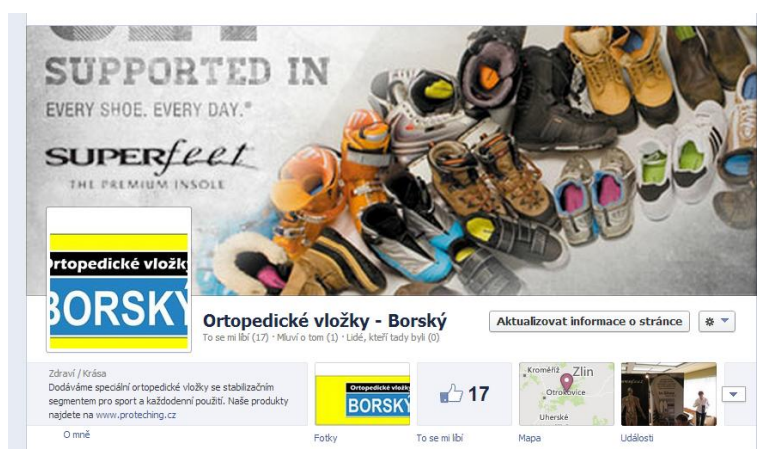 SUPPORTED IN
EVERY SHOE. EVERY DAY.®
SUPERfeet
THE PREMIUM INSOLE
rtopedické vložky
BORSKÝ
Ortopedické vložky - Borský
To se mi líbí (17) · Mluví o tom (1) · Lidé, kteří tady byli (0)
Aktualizovat informace o stránce
Zdraví / Krása
Dodáváme speciální ortopedické vložky se stabilizačním
segmentem pro sport a každodenní použití. Naše produkty
najdete na www.proteching.cz
O mně
Ortopedické vložky
BORSKÝ
Fotky
17
To se mi líbí
Kroměříž
Zlin
Otrokovice
Uherské
Mapa
Události